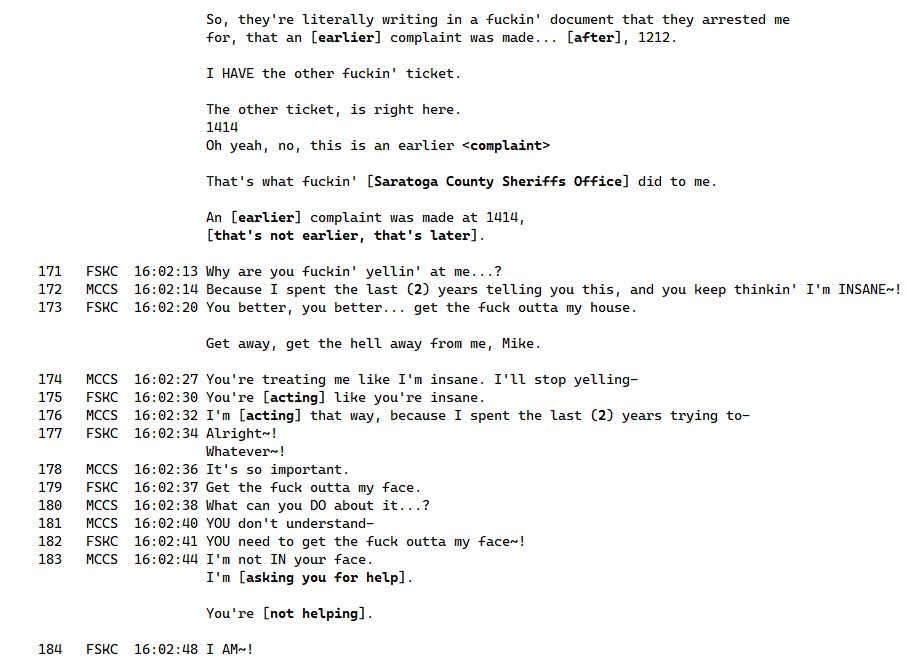 So, they're literally writing in a fuckin' document that they arrested me
for, that an [earlier] complaint was made... [after], 1212.
I HAVE the other fuckin' ticket.
The other ticket, is right here.
1414
Oh yeah, no, this is an earlier <complaint>
That's what fuckin' [Saratoga County Sheriffs Office] did to me.
An [earlier] complaint was made at 1414,
[that's not earlier, that's later].
171 FSKC 16:02:13 Why are you fuckin' yellin' at me...?
172 MCCS 16:02:14 Because I spent the last (2) years telling you this, and you keep thinkin' I'm INSANE~!
173 FSKC 16:02:20 You better, you better... get the fuck outta my house.
Get away, get the hell away from me, Mike.
174 MCCS 16:02:27 You're treating me like I'm insane. I'll stop yelling-
175 FSKC 16:02:30 You're [acting] like you're insane.
176 MCCS 16:02:32 I'm [acting] that way, because I spent the last (2) years trying to-
177 FSKC 16:02:34 Alright~!
Whatever~!
178 MCCS 16:02:36 It's so important.
179 FSKC 16:02:37 Get the fuck outta my face.
180 MCCS 16:02:38 What can you DO about it...?
181 MCCS 16:02:40 YOU don't understand-
182 FSKC 16:02:41 YOU need to get the fuck outta my face~!
183 MCCS 16:02:44 I'm not IN your face.
I'm [asking you for help].
You're [not helping].
184 FSKC 16:02:48 I AM~!